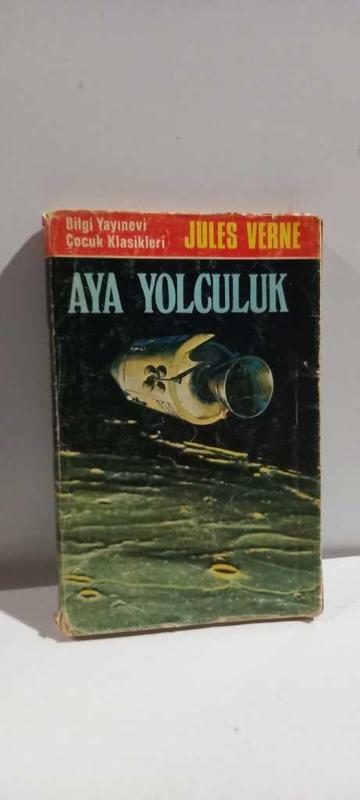 Bilgi Yayınevi
Çocuk Klasikleri
JULES VERNE
AYA YOLCULUK